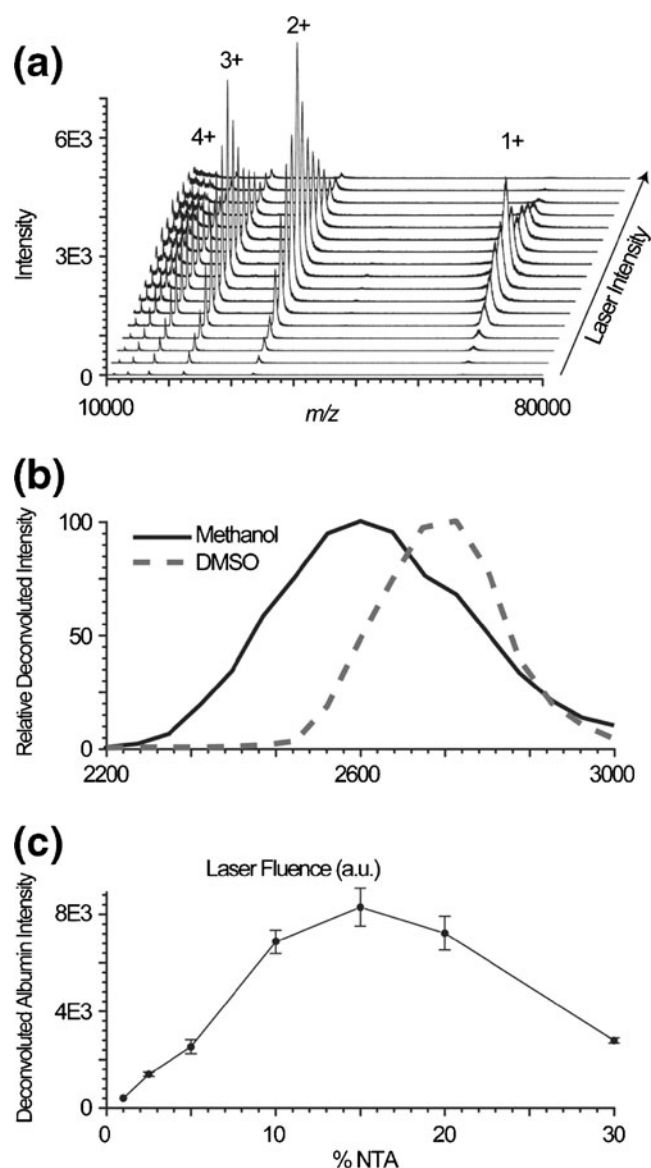 (a)
2+
3+
4+
1+
6E3
3E3
0
Intensity
10000
m/z
80000
Laser Intensity
(b)
100
50
0
Relative Deconvoluted Intensity
Methanol
DMSO
2200
2600
3000
Laser Fluence (a.u.)
(c)
8E3
4E3
0
Deconvoluted Albumin Intensity
0
10
20
30
% NTA